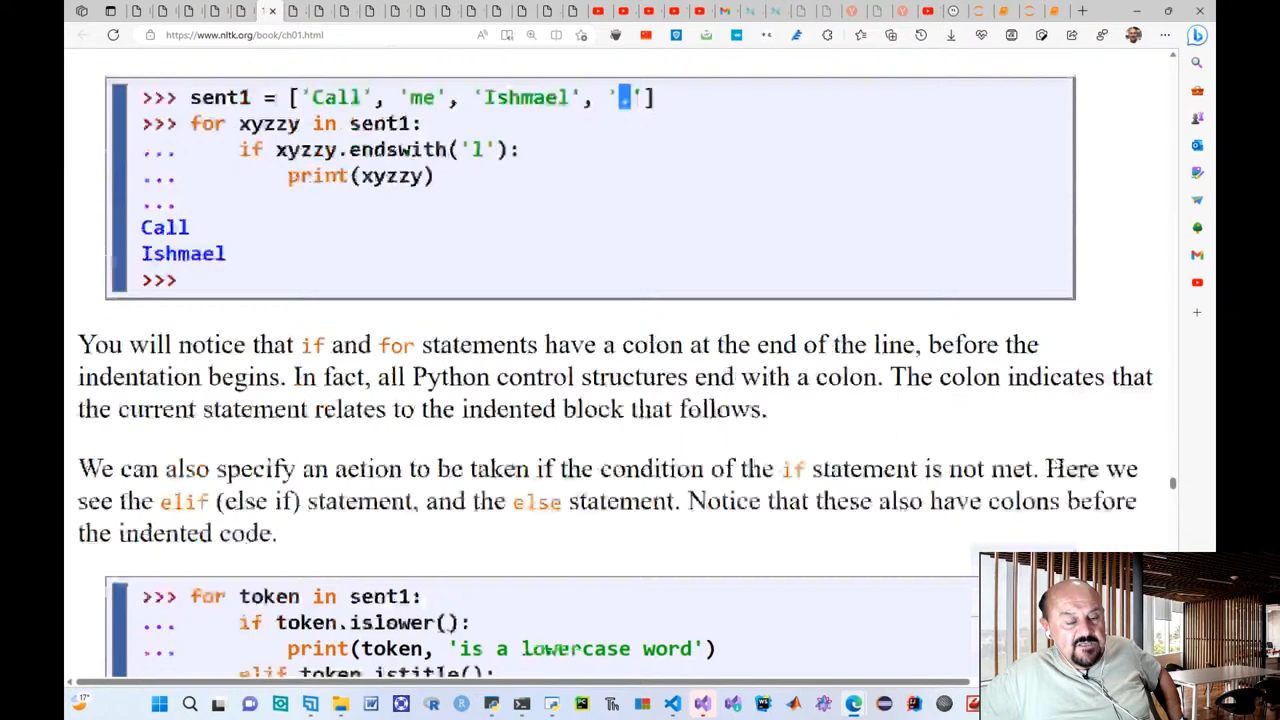 https://www.nltk.org/book/ch01.html
>>> sent1 = ['Call', 'me', 'Ishmael', '.']
>>> for xyzzy in sent1:
... if xyzzy.endswith('l'):
... print(xyzzy)
...
Call
Ishmael
>>>
You will notice that if and for statements have a colon at the end of the line, before the
indentation begins. In fact, all Python control structures end with a colon. The colon indicates that
the current statement relates to the indented block that follows.
We can also specify an action to be taken if the condition of the if statement is not met. Here we
see the elif (else if) statement, and the else statement. Notice that these also have colons before
the indented code.
>>> for token in sent1:
... if token.islower():
... print(token, 'is a lowercase word')
... elif token.istitle():
17°